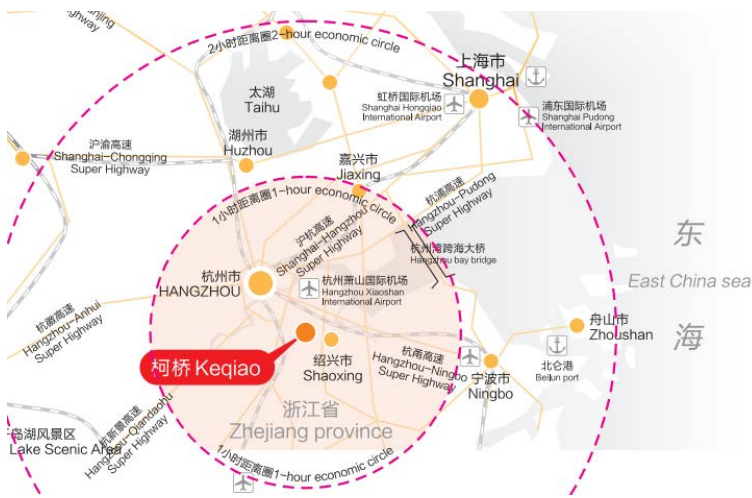 njing
Highway
2小时距离圈2-hour economic circle
上海市
Shanghai
太湖
Taihu
虹桥国际机场
Shanghai Hongqiao
International Airport
浦东国际机场
Shanghai Pudong
International Airport
沪渝高速
Shanghai-Chongqing
Super Highway
湖州市
Huzhou
嘉兴市
Jiaxing
1小时距离圈1-hour economic circle
杭浦高速
Hangzhou-Pudong
Super Highway
沪杭高速
Shanghai-Hangzhou
Super Highway
杭州湾跨海大桥
Hangzhou bay bridge
东
海
East China sea
杭州市
HANGZHOU
杭州萧山国际机场
Hangzhou Xiaoshan
International Airport
杭徽高速
Hangzhou-Anhui
Super Highway
舟山市
Zhoushan
柯桥 Keqiao
绍兴市
Shaoxing
杭甬高速
Hangzhou-Ningbo
Super Highway
宁波市
Ningbo
北仑港
Beilun port
浙江省
Zhejiang province
杭新景高速
Hangzhou-Qiandaohu
Super Highway
岛湖风景区
Lake Scenic Area
1小时距离圈1-hour economic circle